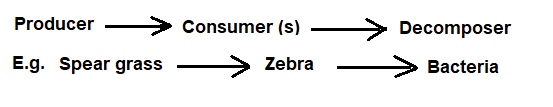 Producer Consumer (s) Decomposer
E.g. Spear grass Zebra Bacteria